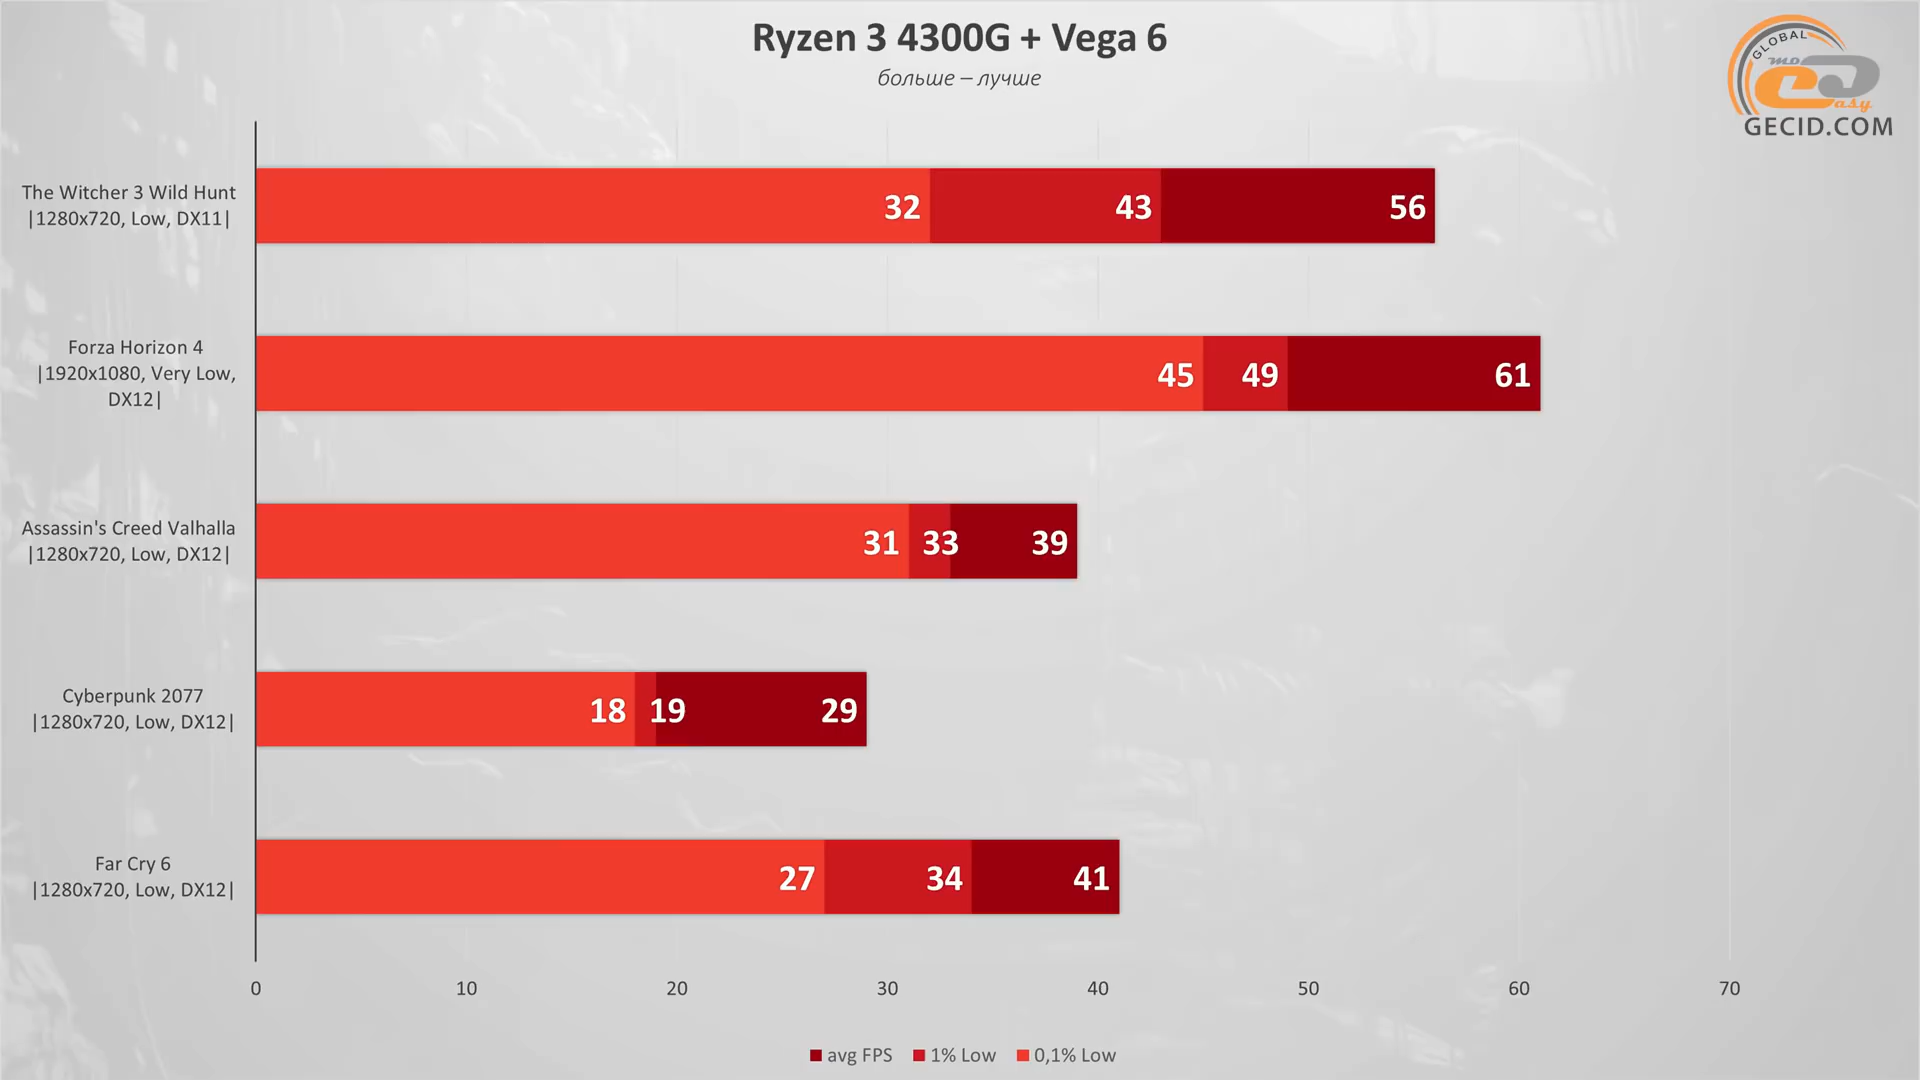 Ryzen 3 4300G + Vega 6
больше – лучше
GLOBAL
asy
GECID.COM
The Witcher 3 Wild Hunt
|1280x720, Low, DX11|
32 43 56
Forza Horizon 4
|1920x1080, Very Low,
DX12|
45 49 61
Assassin's Creed Valhalla
|1280x720, Low, DX12|
31 33 39
Cyberpunk 2077
|1280x720, Low, DX12|
18 19 29
Far Cry 6
|1280x720, Low, DX12|
27 34 41
0 10 20 30 40 50 60 70
avg FPS 1% Low 0,1% Low